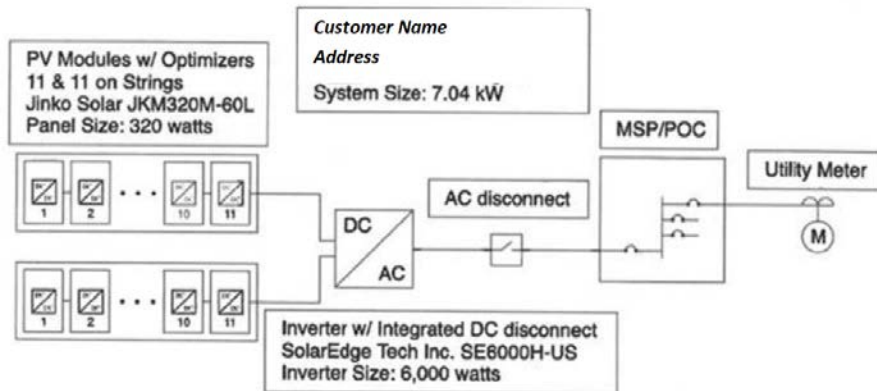 Customer Name
Address
System Size: 7.04 kW
PV Modules w/ Optimizers
11 & 11 on Strings
Jinko Solar JKM320M-60L
Panel Size: 320 watts
MSP/POC
Utility Meter
AC disconnect
1 2 10 11
DC
AC
M
1 2 10 11
Inverter w/ Integrated DC disconnect
SolarEdge Tech Inc. SE6000H-US
Inverter Size: 6,000 watts